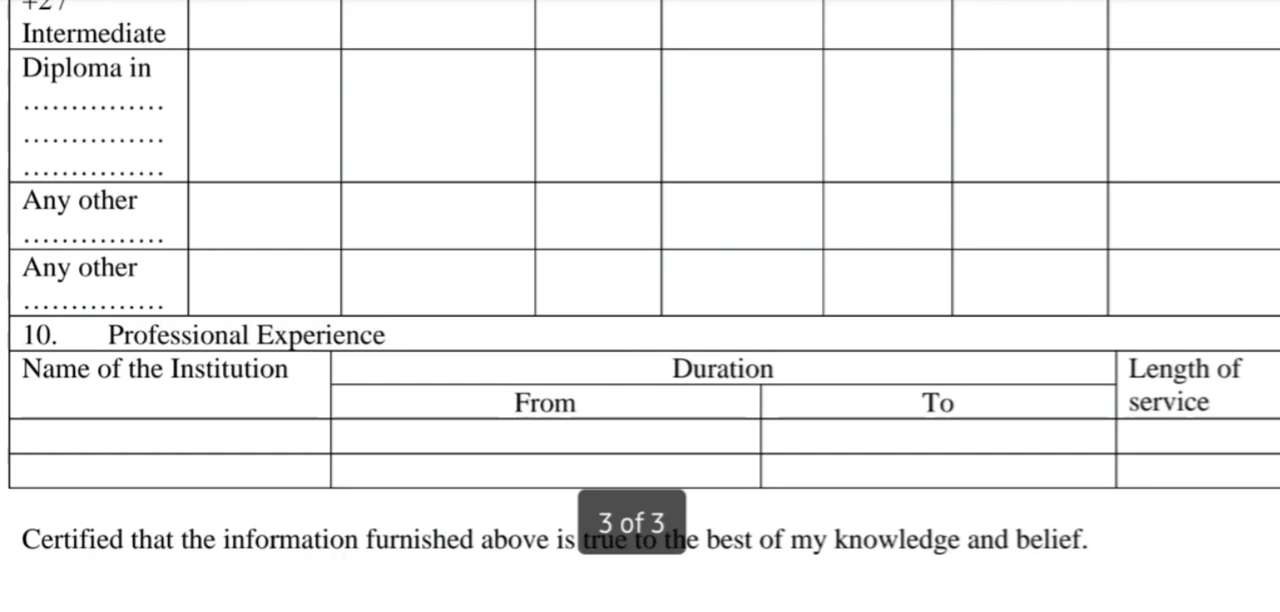 +2 /
Intermediate
Diploma in
...............
...............
...............
Any other
...............
Any other
...............
10. Professional Experience
Name of the Institution Duration Length of service
From To
3 of 3
Certified that the information furnished above is true to the best of my knowledge and belief.